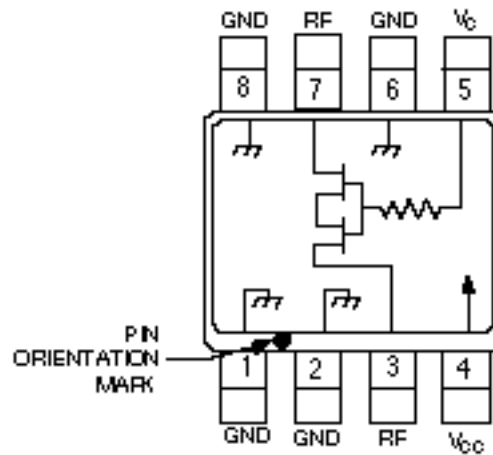 GND RF GND VC
8 7 6 5
PIN
ORIENTATION
MARK
1 2 3 4
GND GND RF VCC